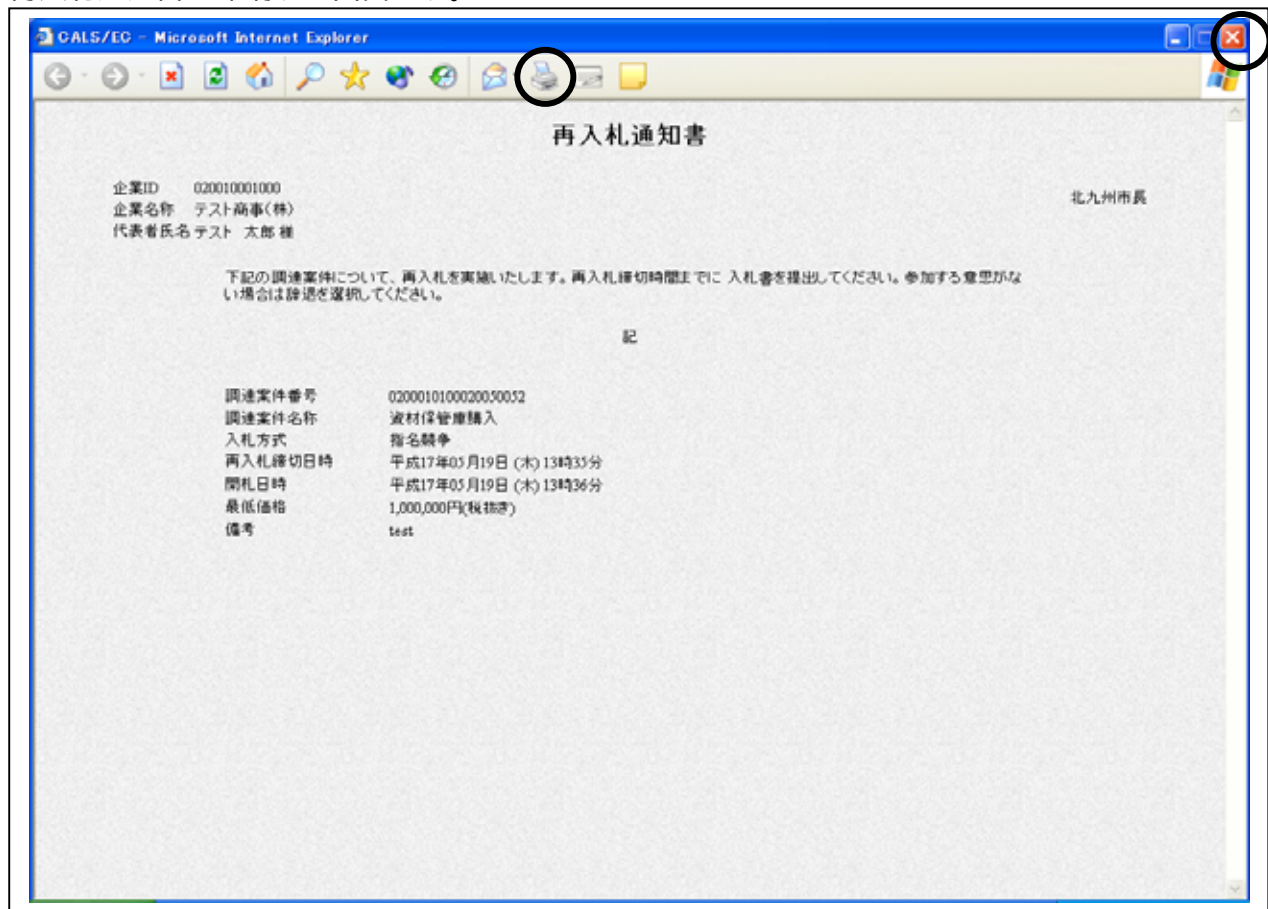 CALS/EC - Microsoft Internet Explorer
再入札通知書
企業ID 020010001000
北九州市長
企業名称 テスト商事(株)
代表者氏名 テスト 太郎 様
下記の調達案件について、再入札を実施いたします。再入札締切時間までに 入札書を提出してください。参加する意思がな
い場合は辞退を選択してください。
記
調達案件番号 0200010100020050052
調達案件名称 資材保管庫購入
入札方式 指名競争
再入札締切日時 平成17年05月19日 (木) 13時35分
開札日時 平成17年05月19日 (木) 13時36分
最低価格 1,000,000円(税抜き)
備考 test